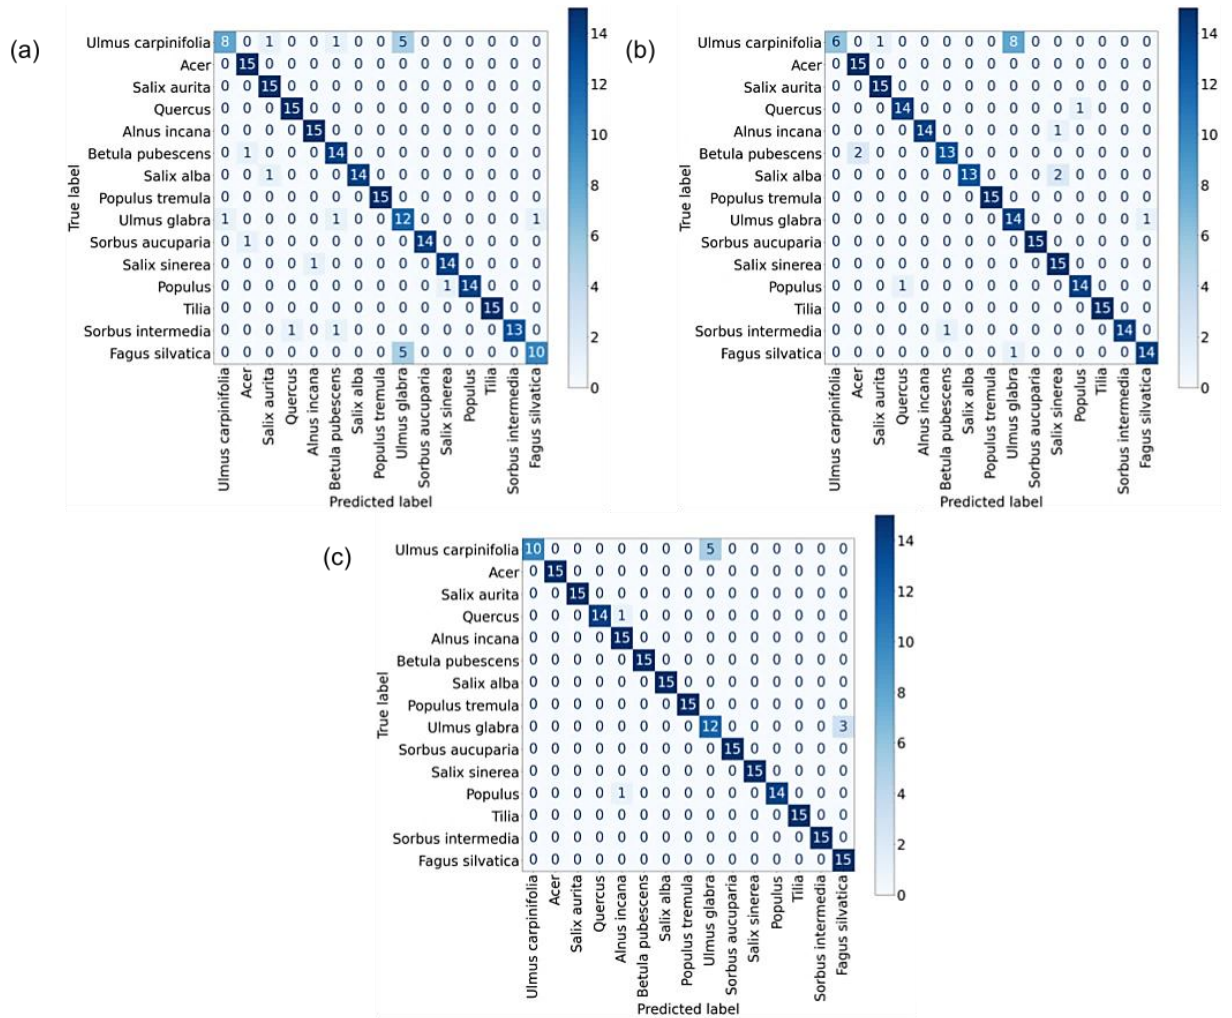 (a)
True label
Ulmus carpinifolia 8 0 1 0 0 1 0 0 5 0 0 0 0 0 0
Acer 0 15 0 0 0 0 0 0 0 0 0 0 0 0 0
Salix aurita 0 0 15 0 0 0 0 0 0 0 0 0 0 0 0
Quercus 0 0 0 15 0 0 0 0 0 0 0 0 0 0 0
Alnus incana 0 0 0 0 15 0 0 0 0 0 0 0 0 0 0
Betula pubescens 0 1 0 0 0 14 0 0 0 0 0 0 0 0 0
Salix alba 0 0 1 0 0 0 14 0 0 0 0 0 0 0 0
Populus tremula 0 0 0 0 0 0 0 15 0 0 0 0 0 0 0
Ulmus glabra 1 0 0 0 0 1 0 0 12 0 0 0 0 0 1
Sorbus aucuparia 0 1 0 0 0 0 0 0 0 14 0 0 0 0 0
Salix sinerea 0 0 0 0 1 0 0 0 0 0 14 0 0 0 0
Populus 0 0 0 0 0 0 0 0 0 0 1 14 0 0 0
Tilia 0 0 0 0 0 0 0 0 0 0 0 0 15 0 0
Sorbus intermedia 0 0 0 1 0 1 0 0 0 0 0 0 0 13 0
Fagus silvatica 0 0 0 0 0 0 0 0 5 0 0 0 0 0 10
Ulmus carpinifolia
Acer
Salix aurita
Quercus
Alnus incana
Betula pubescens
Salix alba
Populus tremula
Ulmus glabra
Sorbus aucuparia
Salix sinerea
Populus
Tilia
Sorbus intermedia
Fagus silvatica
Predicted label
14
12
10
8
6
4
2
0
(b)
True label
Ulmus carpinifolia 6 0 1 0 0 0 0 0 8 0 0 0 0 0 0
Acer 0 15 0 0 0 0 0 0 0 0 0 0 0 0 0
Salix aurita 0 0 15 0 0 0 0 0 0 0 0 0 0 0 0
Quercus 0 0 0 14 0 0 0 0 0 0 0 1 0 0 0
Alnus incana 0 0 0 0 14 0 0 0 0 0 1 0 0 0 0
Betula pubescens 0 2 0 0 0 13 0 0 0 0 0 0 0 0 0
Salix alba 0 0 0 0 0 0 13 0 0 0 2 0 0 0 0
Populus tremula 0 0 0 0 0 0 0 15 0 0 0 0 0 0 0
Ulmus glabra 0 0 0 0 0 0 0 0 14 0 0 0 0 0 1
Sorbus aucuparia 0 0 0 0 0 0 0 0 0 15 0 0 0 0 0
Salix sinerea 0 0 0 0 0 0 0 0 0 0 15 0 0 0 0
Populus 0 0 0 1 0 0 0 0 0 0 0 14 0 0 0
Tilia 0 0 0 0 0 0 0 0 0 0 0 0 15 0 0
Sorbus intermedia 0 0 0 0 0 1 0 0 0 0 0 0 0 14 0
Fagus silvatica 0 0 0 0 0 0 0 0 1 0 0 0 0 0 14
Ulmus carpinifolia
Acer
Salix aurita
Quercus
Alnus incana
Betula pubescens
Salix alba
Populus tremula
Ulmus glabra
Sorbus aucuparia
Salix sinerea
Populus
Tilia
Sorbus intermedia
Fagus silvatica
Predicted label
14
12
10
8
6
4
2
0
(c)
True label
Ulmus carpinifolia 10 0 0 0 0 0 0 0 5 0 0 0 0 0 0
Acer 0 15 0 0 0 0 0 0 0 0 0 0 0 0 0
Salix aurita 0 0 15 0 0 0 0 0 0 0 0 0 0 0 0
Quercus 0 0 0 14 1 0 0 0 0 0 0 0 0 0 0
Alnus incana 0 0 0 0 15 0 0 0 0 0 0 0 0 0 0
Betula pubescens 0 0 0 0 0 15 0 0 0 0 0 0 0 0 0
Salix alba 0 0 0 0 0 0 15 0 0 0 0 0 0 0 0
Populus tremula 0 0 0 0 0 0 0 15 0 0 0 0 0 0 0
Ulmus glabra 0 0 0 0 0 0 0 0 12 0 0 0 0 0 3
Sorbus aucuparia 0 0 0 0 0 0 0 0 0 15 0 0 0 0 0
Salix sinerea 0 0 0 0 0 0 0 0 0 0 15 0 0 0 0
Populus 0 0 0 0 1 0 0 0 0 0 0 14 0 0 0
Tilia 0 0 0 0 0 0 0 0 0 0 0 0 15 0 0
Sorbus intermedia 0 0 0 0 0 0 0 0 0 0 0 0 0 15 0
Fagus silvatica 0 0 0 0 0 0 0 0 0 0 0 0 0 0 15
Ulmus carpinifolia
Acer
Salix aurita
Quercus
Alnus incana
Betula pubescens
Salix alba
Populus tremula
Ulmus glabra
Sorbus aucuparia
Salix sinerea
Populus
Tilia
Sorbus intermedia
Fagus silvatica
Predicted label
14
12
10
8
6
4
2
0